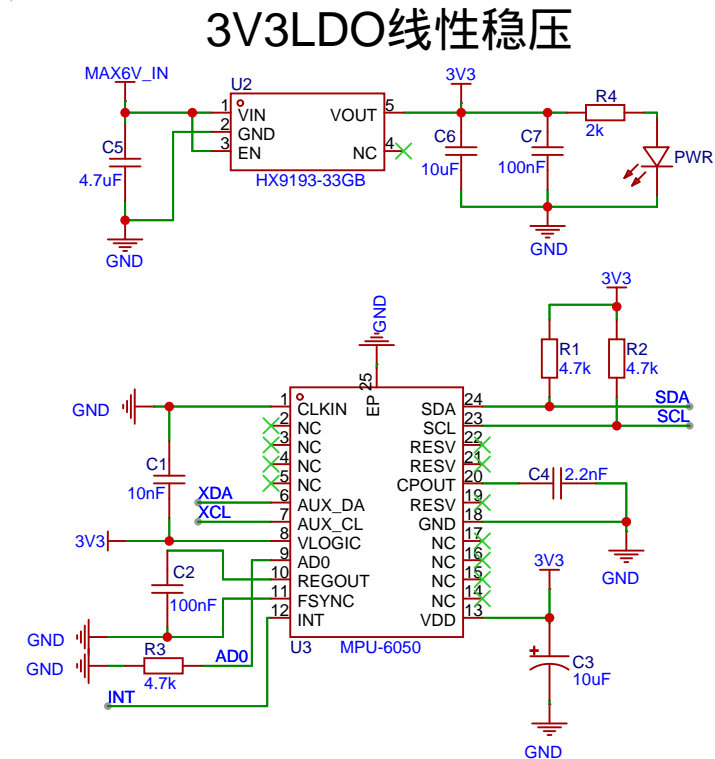 3V3LDO线性稳压
MAX6V_IN
U2
3V3
1 VIN
VOUT 5
2 GND
3 EN
NC 4
HX9193-33GB
C5
4.7uF
GND
C6
10uF
C7
100nF
R4
2k
PWR
GND
GND
3V3
EP 25
R1
4.7k
R2
4.7k
SDA
SCL
GND
1 CLKIN
SDA 24
2 NC
SCL 23
3 NC
RESV 22
4 NC
RESV 21
5 NC
CPOUT 20
6 AUX_DA
RESV 19
7 AUX_CL
GND 18
8 VLOGIC
NC 17
9 AD0
NC 16
10 REGOUT
NC 15
11 FSYNC
NC 14
12 INT
VDD 13
U3
MPU-6050
C1
10nF
XDA
XCL
3V3
C2
100nF
GND
GND
R3
4.7k
AD0
INT
C4
2.2nF
GND
3V3
C3
10uF
GND